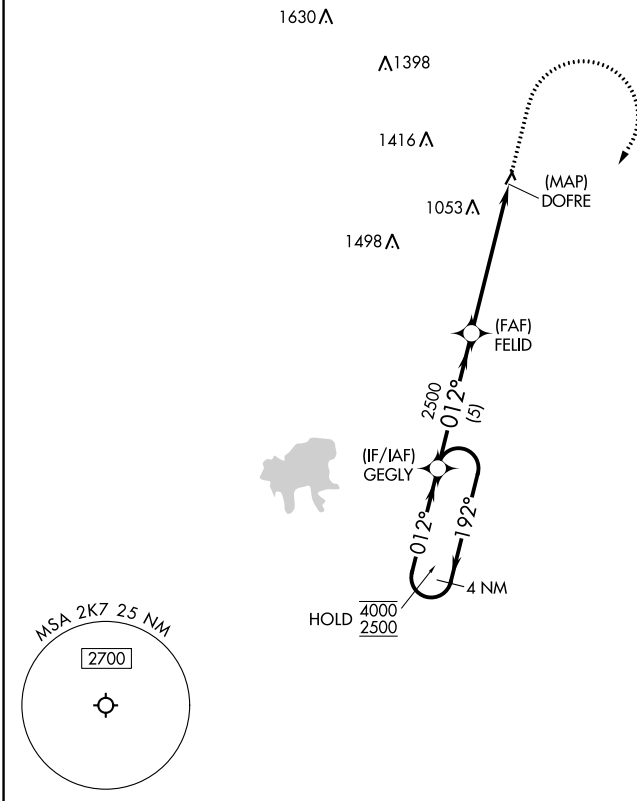 1630
1398
1416
(MAP)
DOFRE
1053
1498
(FAF)
FELID
2500
012°
(5)
(IF/IAF)
GEGLY
012°
192°
4 NM
HOLD 4000
2500
MSA 2K7 25 NM
2700